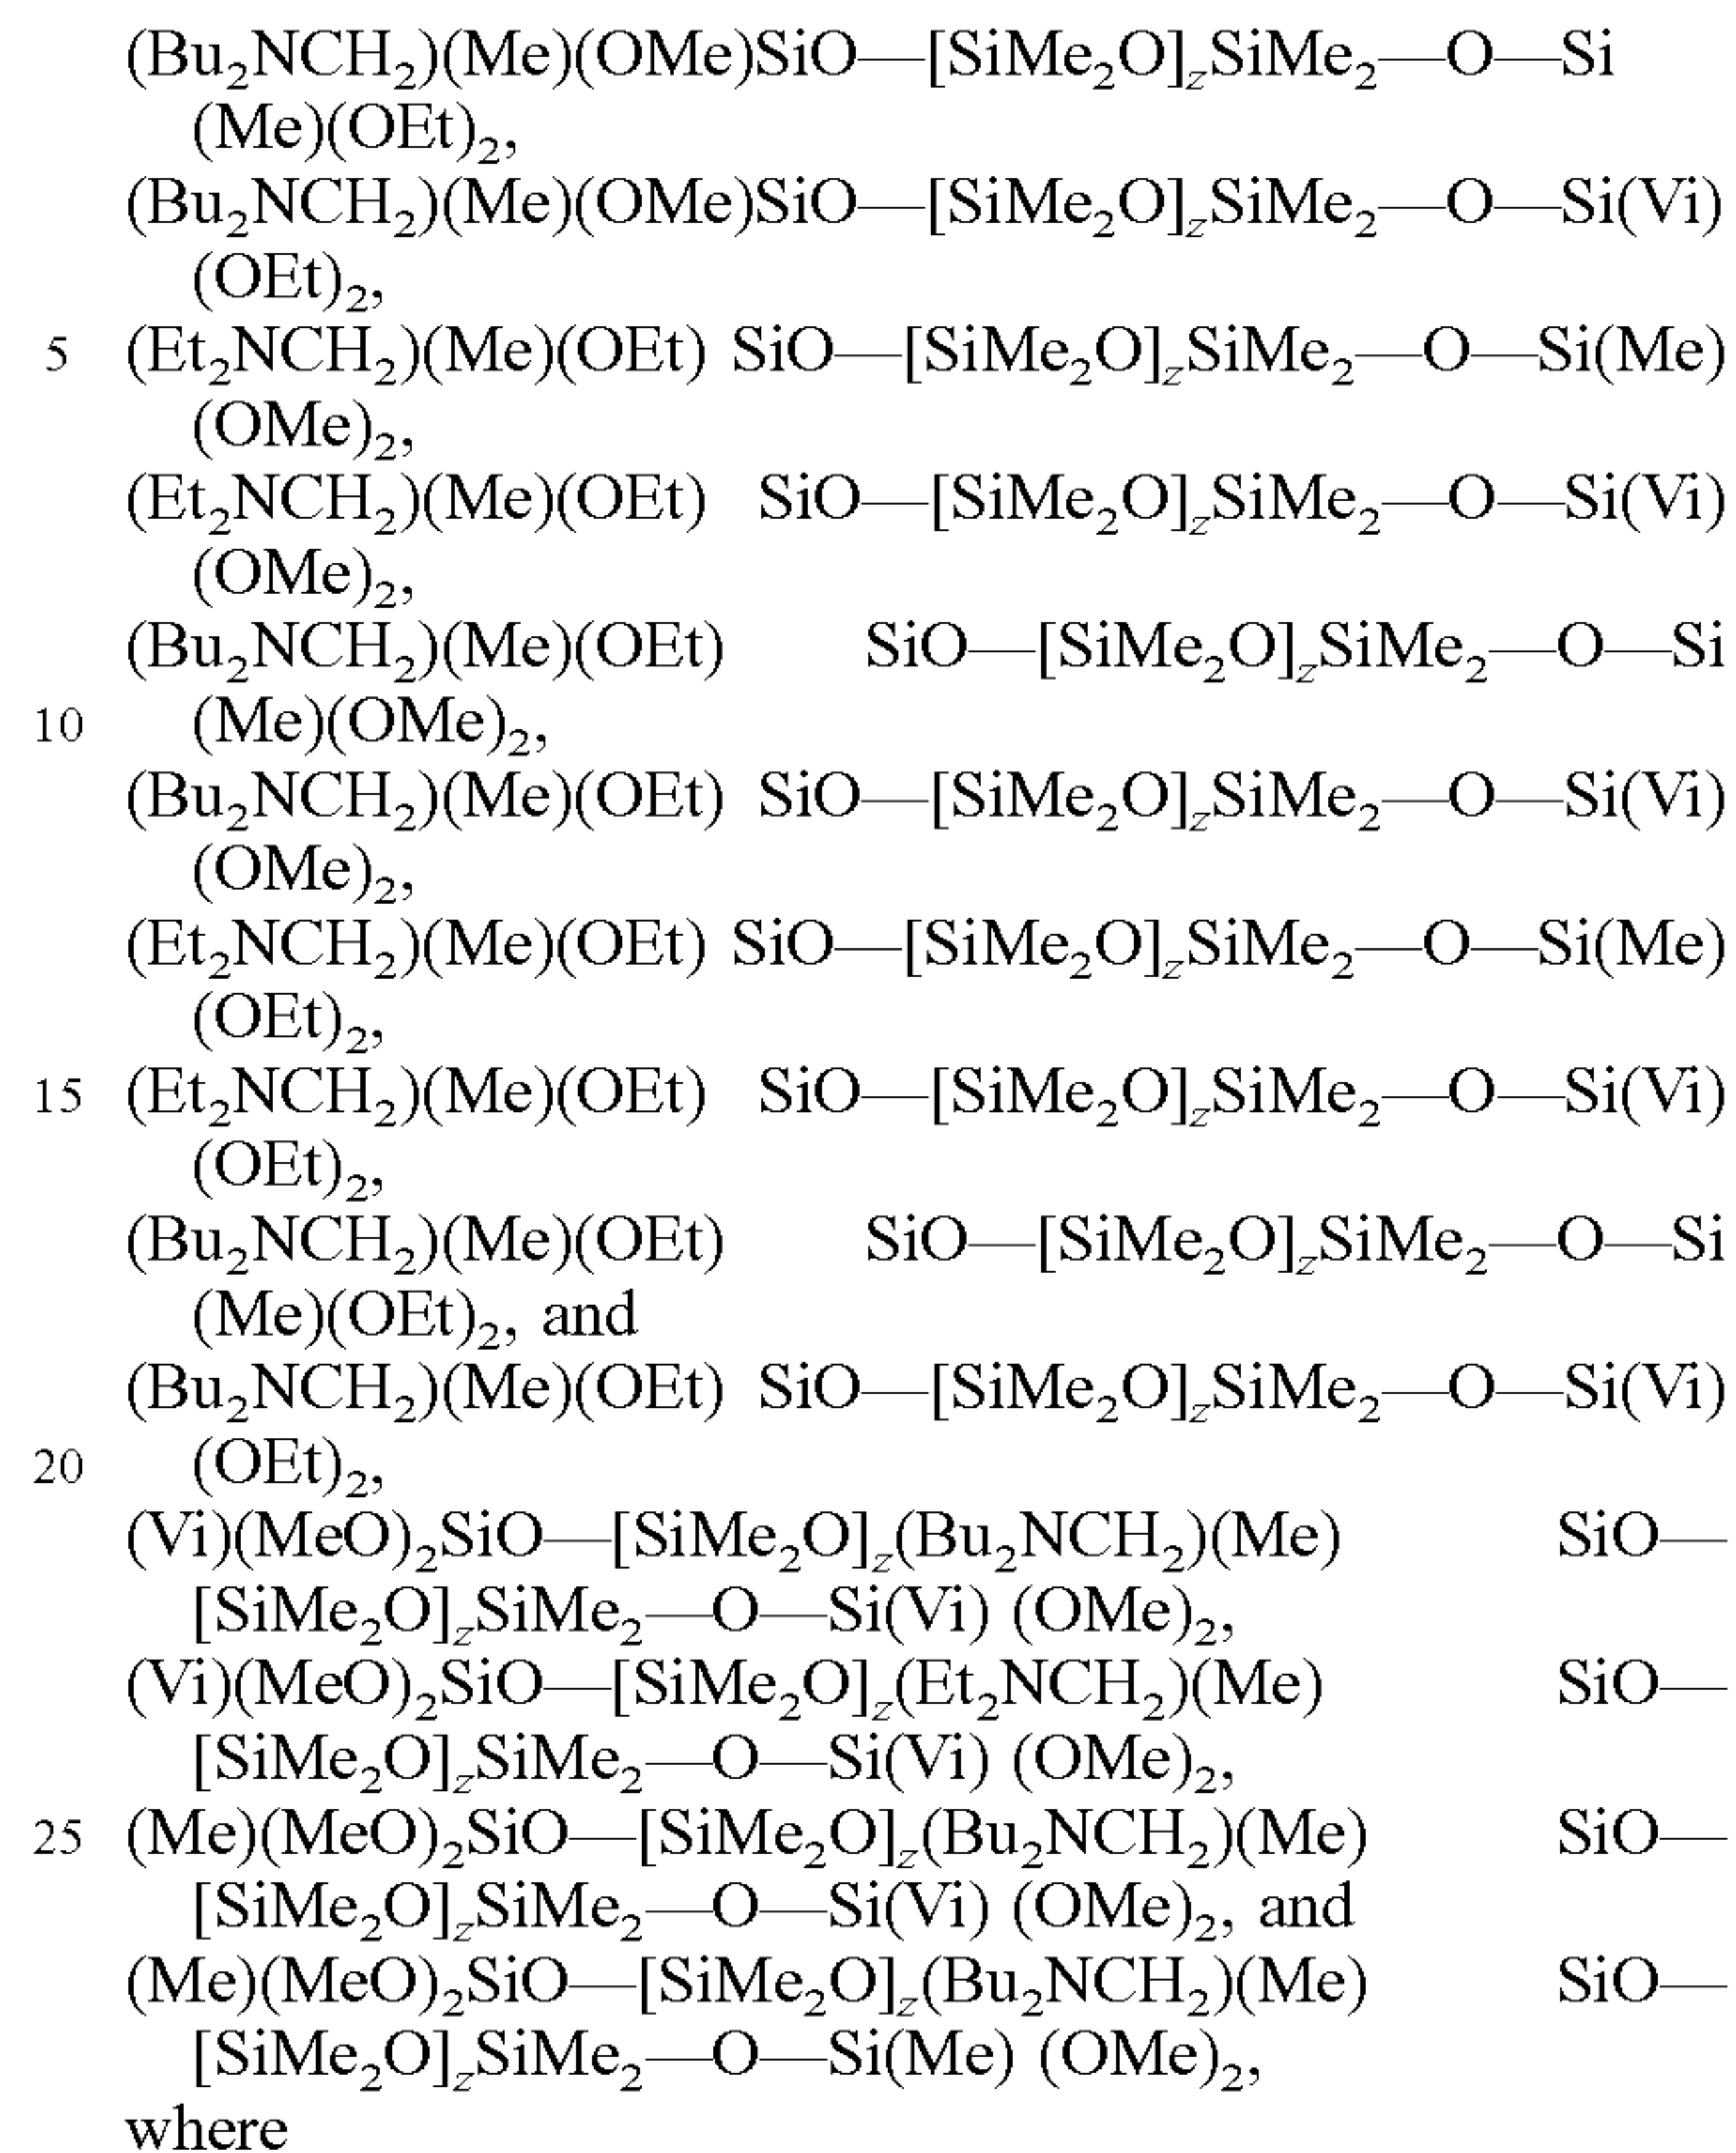 (Bu₂NCH₂)(Me)(OMe)SiO—[SiMe₂O]zSiMe₂—O—Si
(Me)(OEt)₂,
(Bu₂NCH₂)(Me)(OMe)SiO—[SiMe₂O]zSiMe₂—O—Si(Vi)
(OEt)₂,
5 (Et₂NCH₂)(Me)(OEt) SiO—[SiMe₂O]zSiMe₂—O—Si(Me)
(OMe)₂,
(Et₂NCH₂)(Me)(OEt) SiO—[SiMe₂O]zSiMe₂—O—Si(Vi)
(OMe)₂,
(Bu₂NCH₂)(Me)(OEt) SiO—[SiMe₂O]zSiMe₂—O—Si
10 (Me)(OMe)₂,
(Bu₂NCH₂)(Me)(OEt) SiO—[SiMe₂O]zSiMe₂—O—Si(Vi)
(OMe)₂,
(Et₂NCH₂)(Me)(OEt) SiO—[SiMe₂O]zSiMe₂—O—Si(Me)
(OEt)₂,
15 (Et₂NCH₂)(Me)(OEt) SiO—[SiMe₂O]zSiMe₂—O—Si(Vi)
(OEt)₂,
(Bu₂NCH₂)(Me)(OEt) SiO—[SiMe₂O]zSiMe₂—O—Si
(Me)(OEt)₂, and
(Bu₂NCH₂)(Me)(OEt) SiO—[SiMe₂O]zSiMe₂—O—Si(Vi)
20 (OEt)₂,
(Vi)(MeO)₂SiO—[SiMe₂O]z(Bu₂NCH₂)(Me) SiO—
[SiMe₂O]zSiMe₂—O—Si(Vi) (OMe)₂,
(Vi)(MeO)₂SiO—[SiMe₂O]z(Et₂NCH₂)(Me) SiO—
[SiMe₂O]zSiMe₂—O—Si(Vi) (OMe)₂,
25 (Me)(MeO)₂SiO—[SiMe₂O]z(Bu₂NCH₂)(Me) SiO—
[SiMe₂O]zSiMe₂—O—Si(Vi) (OMe)₂, and
(Me)(MeO)₂SiO—[SiMe₂O]z(Bu₂NCH₂)(Me) SiO—
[SiMe₂O]zSiMe₂—O—Si(Me) (OMe)₂,
where